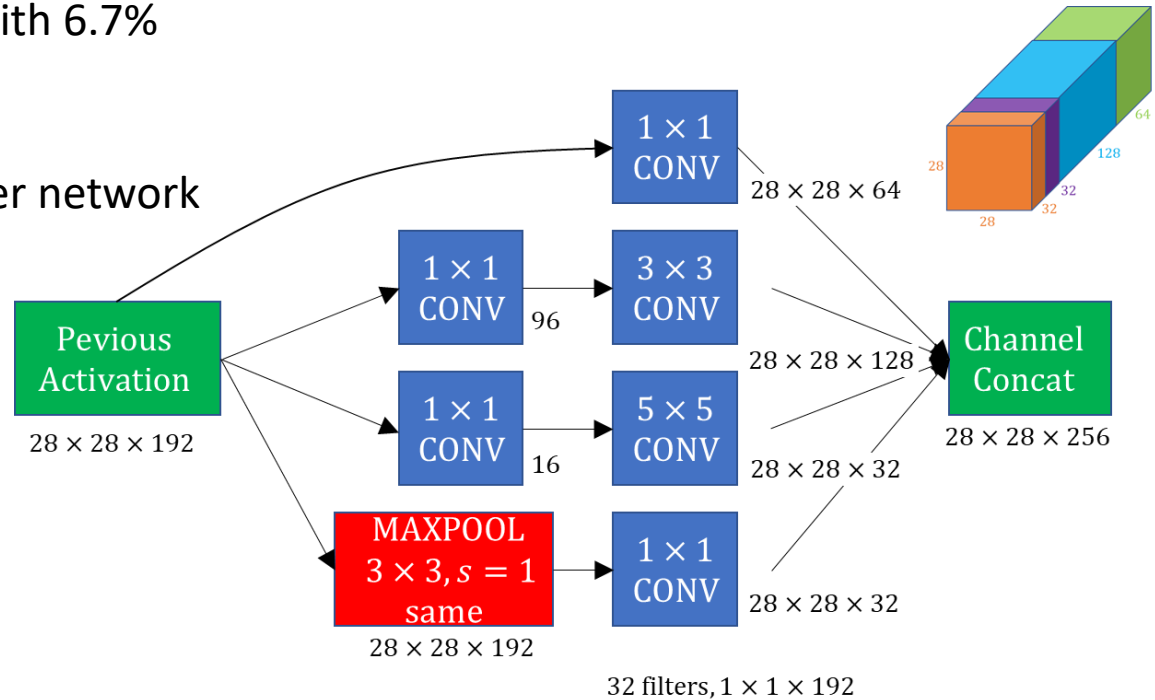 ith 6.7%
er network
1 × 1
CONV
28 × 28 × 64
28
28
32
32
128
64
1 × 1
CONV
96
3 × 3
CONV
28 × 28 × 128
Pevious
Activation
28 × 28 × 192
Channel
Concat
28 × 28 × 256
1 × 1
CONV
16
5 × 5
CONV
28 × 28 × 32
MAXPOOL
3 × 3, s = 1
same
28 × 28 × 192
1 × 1
CONV
28 × 28 × 32
32 filters, 1 × 1 × 192